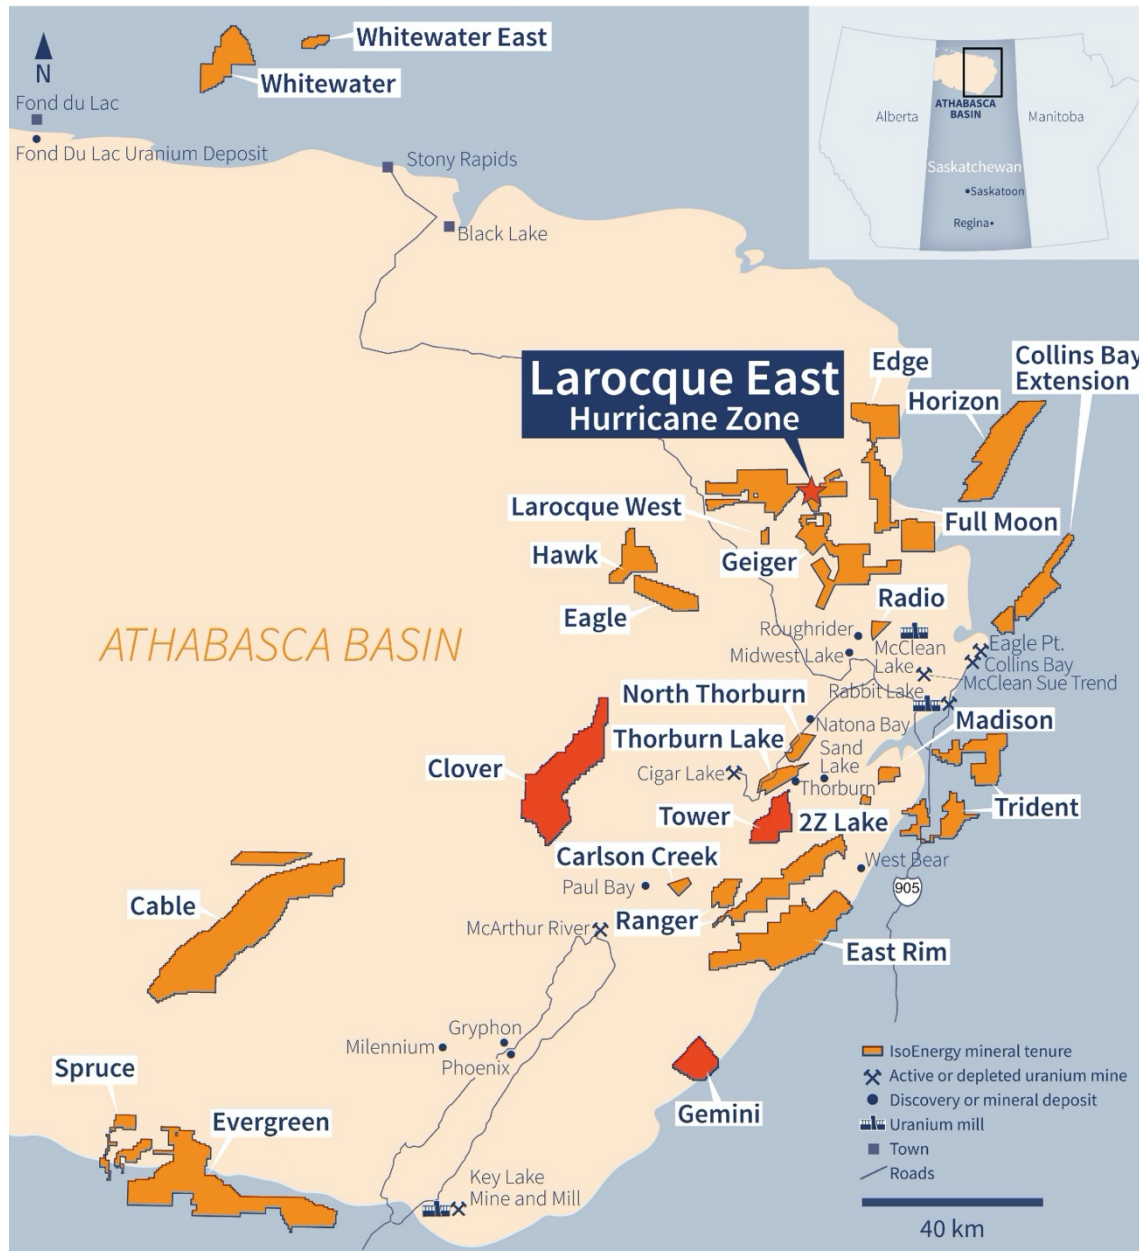 Whitewater East
Whitewater
N
Fond du Lac
Fond Du Lac Uranium Deposit
Stony Rapids
Black Lake
Alberta
ATHABASCA
BASIN
Manitoba
Saskatchewan
Saskatoon
Regina
Larocque East
Hurricane Zone
Edge
Horizon
Collins Bay
Extension
Larocque West
Full Moon
Hawk
Geiger
Eagle
Radio
ATHABASCA BASIN
Roughrider
Midwest Lake
McClean
Lake
Eagle Pt.
Collins Bay
McClean Sue Trend
Rabbit Lake
North Thorburn
Natona Bay
Madison
Thorburn Lake
Sand
Lake
Clover
Cigar Lake
Thorburn
Tower
2Z Lake
Trident
Carlson Creek
West Bear
Paul Bay
905
Cable
Ranger
McArthur River
East Rim
Gryphon
Milennium
Phoenix
Spruce
Evergreen
Gemini
Key Lake
Mine and Mill
IsoEnergy mineral tenure
Active or depleted uranium mine
Discovery or mineral deposit
Uranium mill
Town
Roads
40 km